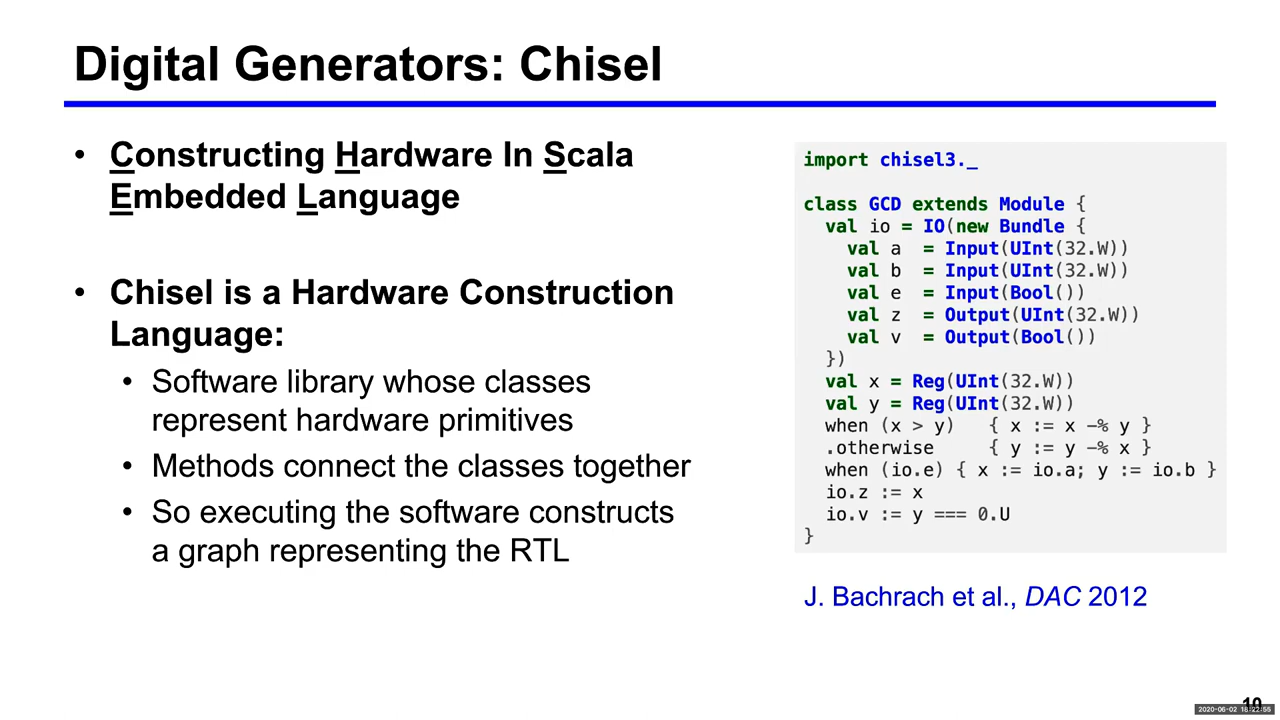 Digital Generators: Chisel
• Constructing Hardware In Scala
Embedded Language
• Chisel is a Hardware Construction
Language:
• Software library whose classes
represent hardware primitives
• Methods connect the classes together
• So executing the software constructs
a graph representing the RTL
import chisel3._
class GCD extends Module {
  val io = IO(new Bundle {
    val a  = Input(UInt(32.W))
    val b  = Input(UInt(32.W))
    val e  = Input(Bool())
    val z  = Output(UInt(32.W))
    val v  = Output(Bool())
  })
  val x = Reg(UInt(32.W))
  val y = Reg(UInt(32.W))
  when (x > y)   { x := x -% y }
  .otherwise     { y := y -% x }
  when (io.e) { x := io.a; y := io.b }
  io.z := x
  io.v := y === 0.U
}
J. Bachrach et al., DAC 2012
10
2020-06-02 18:22:55